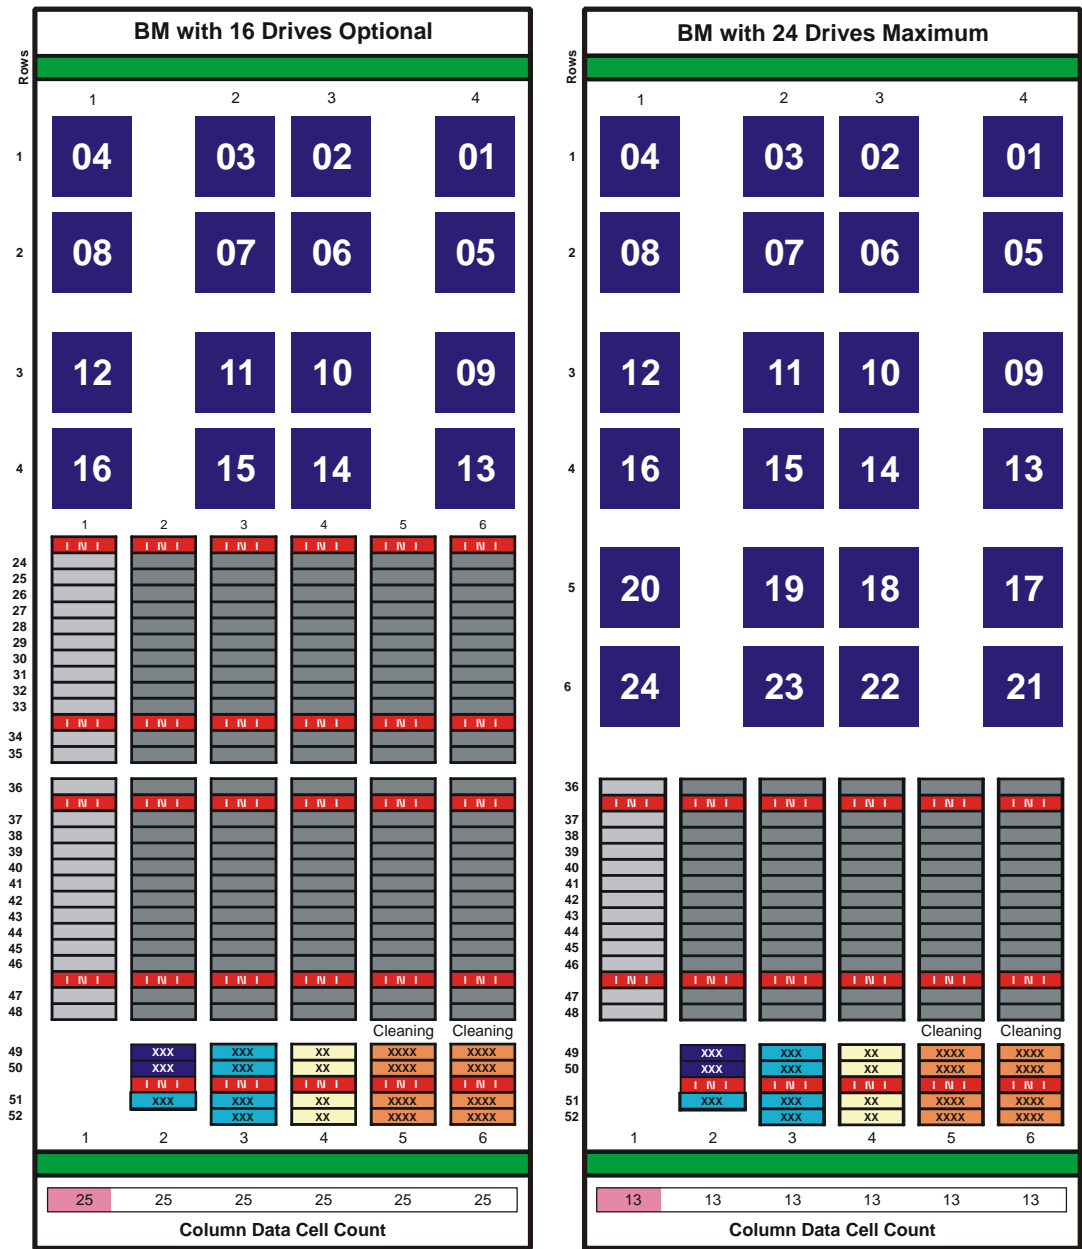 BM with 16 Drives Optional
Rows
1 2 3 4
1 04 03 02 01
2 08 07 06 05
3 12 11 10 09
4 16 15 14 13
1 2 3 4 5 6
I N I I N I I N I I N I I N I I N I
24
25
26
27
28
29
30
31
32
33
I N I I N I I N I I N I I N I I N I
34
35
36
I N I I N I I N I I N I I N I I N I
37
38
39
40
41
42
43
44
45
46
I N I I N I I N I I N I I N I I N I
47
48
Cleaning Cleaning
49 XXX XXX XX XXXX XXXX
50 XXX XXX XX XXXX XXXX
I N I I N I I N I I N I I N I
51 XXX XXX XX XXXX XXXX
52 XXX XX XXXX XXXX
1 2 3 4 5 6
25 25 25 25 25 25
Column Data Cell Count
BM with 24 Drives Maximum
Rows
1 2 3 4
1 04 03 02 01
2 08 07 06 05
3 12 11 10 09
4 16 15 14 13
5 20 19 18 17
6 24 23 22 21
36
I N I I N I I N I I N I I N I I N I
37
38
39
40
41
42
43
44
45
46
I N I I N I I N I I N I I N I I N I
47
48
Cleaning Cleaning
49 XXX XXX XX XXXX XXXX
50 XXX XXX XX XXXX XXXX
I N I I N I I N I I N I I N I
51 XXX XXX XX XXXX XXXX
52 XXX XX XXXX XXXX
1 2 3 4 5 6
13 13 13 13 13 13
Column Data Cell Count